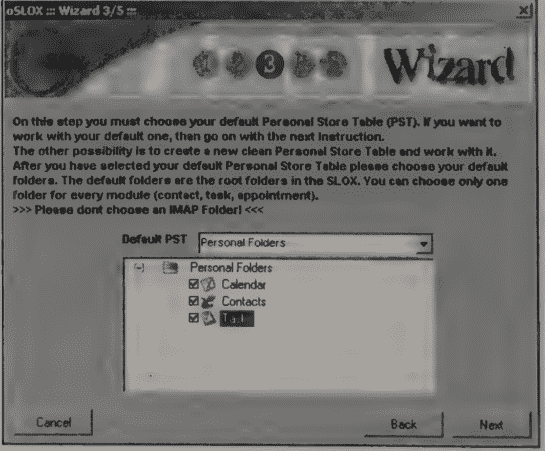 oSLOX ::: Wizard 3/5 :::
1 2 3 4 5 Wizard
On this step you must choose your default Personal Store Table (PST). If you want to
work with your default one, then go on with the next instruction.
The other possibility is to create a new clean Personal Store Table and work with it.
After you have selected your default Personal Store Table please choose your default
folders. The default folders are the root folders in the SLOX. You can choose only one
folder for every module (contact, task, appointment).
>>> Please dont choose an IMAP Folder! <<<
Default PST Personal Folders
Personal Folders
Calendar
Contacts
Cancel Back Next